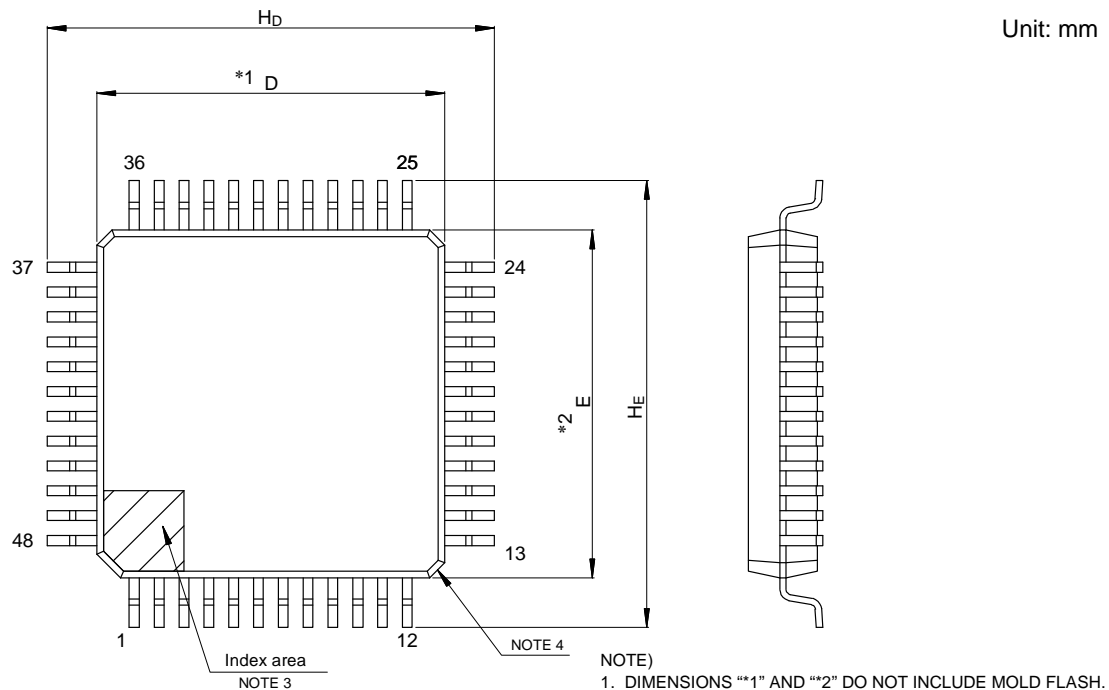 HD
Unit: mm
*1 D
36
25
37
24
*2 E
HE
48
13
1
12
Index area
NOTE 3
NOTE 4
NOTE)
1. DIMENSIONS “*1” AND “*2” DO NOT INCLUDE MOLD FLASH.